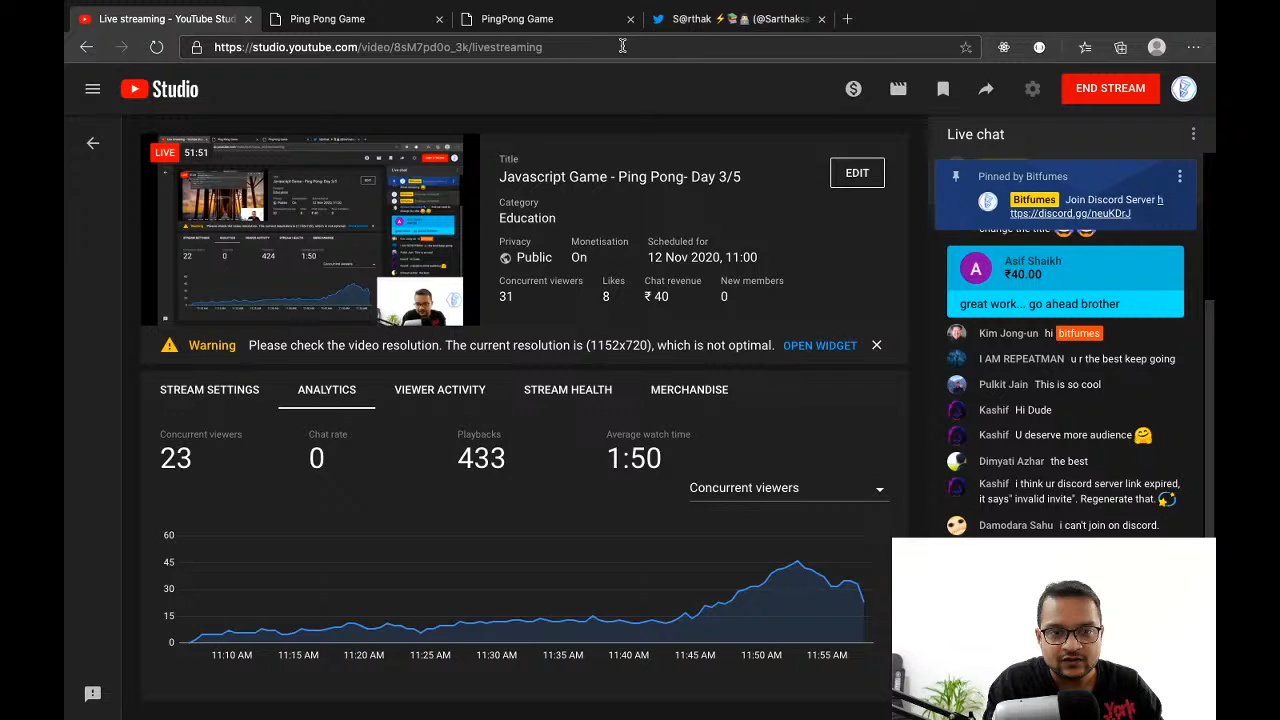 Live streaming - YouTube Stud
Ping Pong Game
PingPong Game
S@rthak ⚡📚👨‍💻 (@Sarthaksa
https://studio.youtube.com/video/8sM7pd0o_3k/livestreaming
Studio
END STREAM
LIVE 51:51
Title
Javascript Game - Ping Pong- Day 3/5
EDIT
Category
Education
Privacy Monetisation Scheduled for
Public On 12 Nov 2020, 11:00
Concurrent viewers Likes Chat revenue New members
31 8 ₹ 40 0
Warning Please check the video resolution. The current resolution is (1152x720), which is not optimal. OPEN WIDGET
STREAM SETTINGS ANALYTICS VIEWER ACTIVITY STREAM HEALTH MERCHANDISE
Concurrent viewers Chat rate Playbacks Average watch time
23 0 433 1:50
Concurrent viewers
60
45
30
15
0
11:10 AM 11:15 AM 11:20 AM 11:25 AM 11:30 AM 11:35 AM 11:40 AM 11:45 AM 11:50 AM 11:55 AM
Live chat
Pinned by Bitfumes
Bitfumes Join Discord Server h
change the title
Asif Shaikh
₹40.00
great work... go ahead brother
Kim Jong-un hi bitfumes
I AM REPEATMAN u r the best keep going
Pulkit Jain This is so cool
Kashif Hi Dude
Kashif U deserve more audience 🤗
Dimyati Azhar the best
Kashif i think ur discord server link expired,
it says" invalid invite". Regenerate that. 💫
Damodara Sahu i can't join on discord.